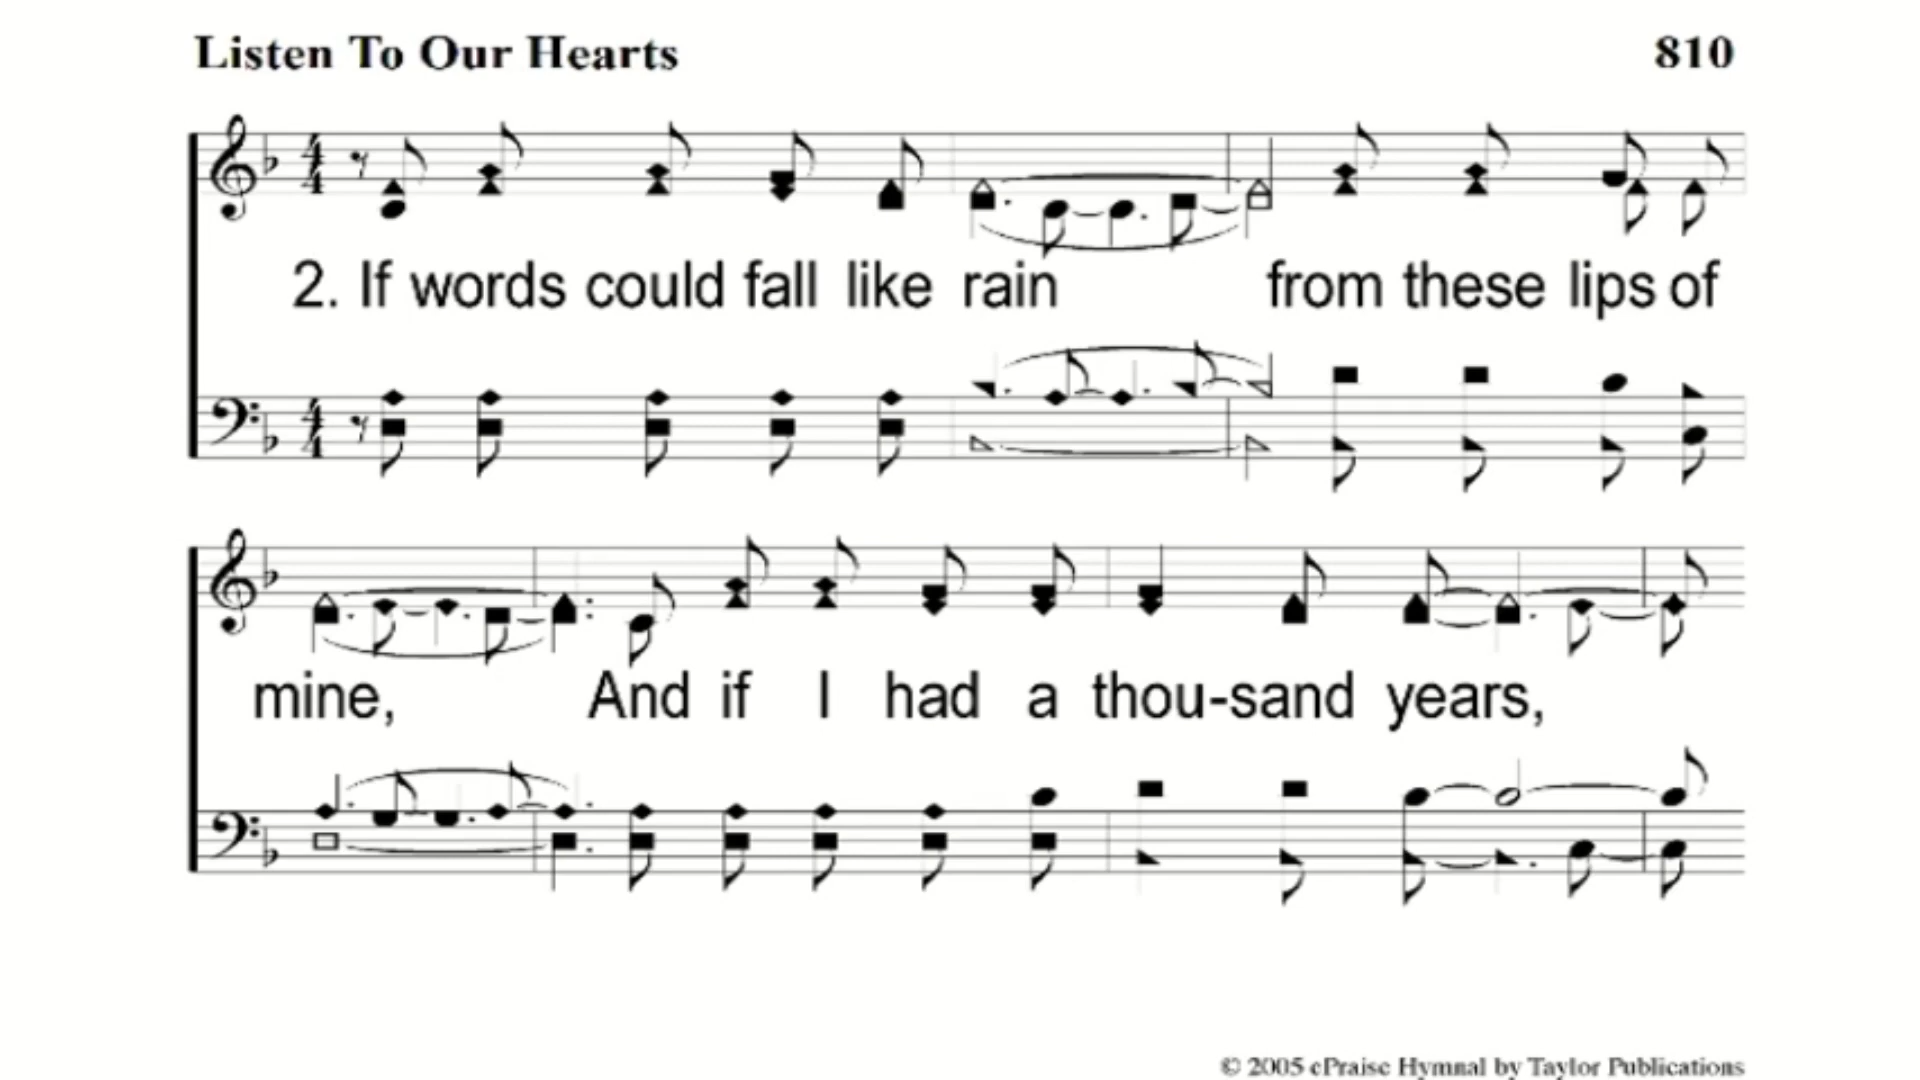 Listen To Our Hearts 810
2. If words could fall like rain from these lips of
mine, And if I had a thou-sand years,
© 2005 ePraise Hymnal by Taylor Publications